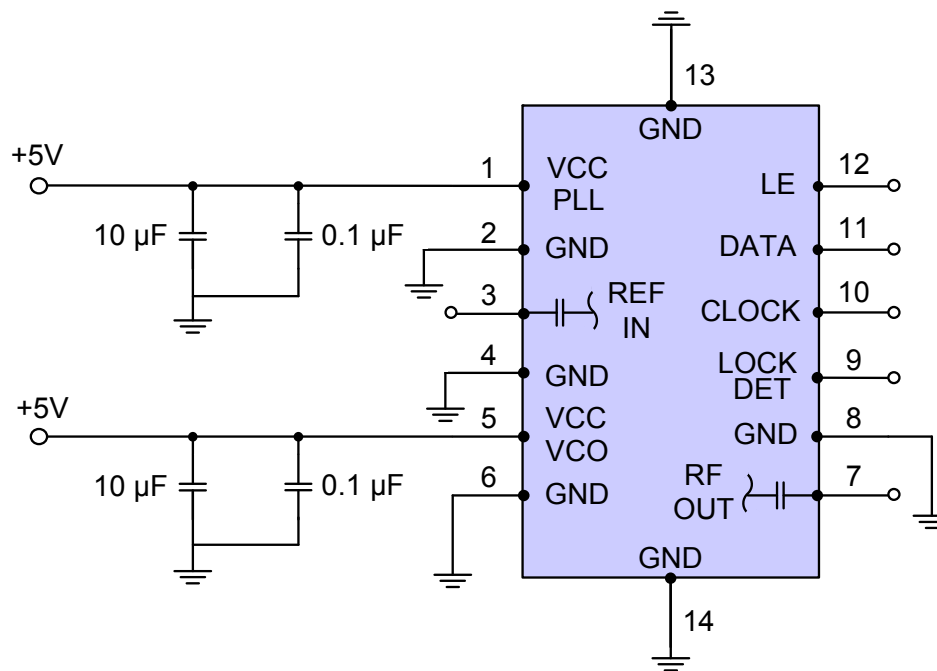 13
GND
+5V
1
VCC
PLL
12
LE
10 µF
0.1 µF
2
GND
11
DATA
3
REF
IN
10
CLOCK
4
GND
9
LOCK
DET
+5V
5
VCC
VCO
8
GND
10 µF
0.1 µF
6
GND
7
RF
OUT
GND
14